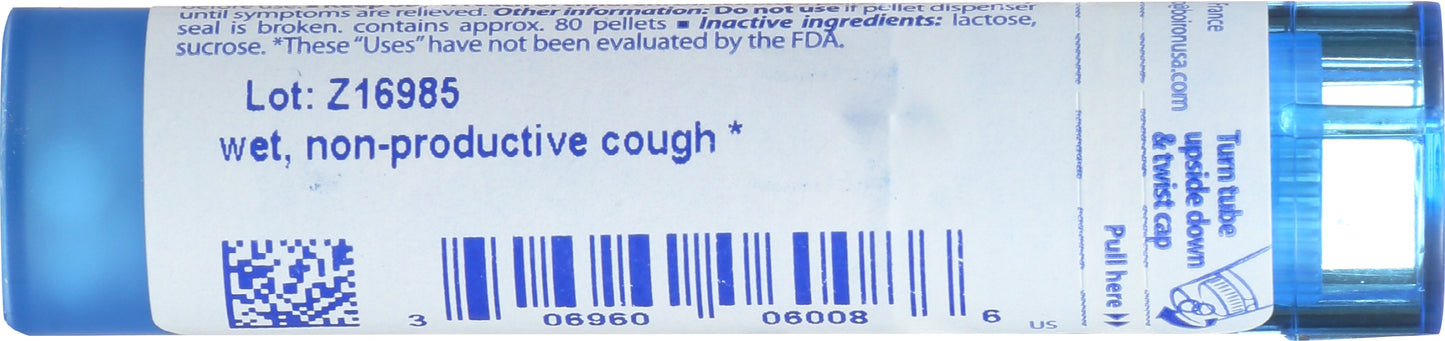 until symptoms are relieved. Other information: Do not use if pellet dispenser
seal is broken. contains approx. 80 pellets ■ Inactive ingredients: lactose,
sucrose. *These “Uses” have not been evaluated by the FDA.
Lot: Z16985
wet, non-productive cough *
3 06960 06008 6
US
Pull here
Turn tube
upside down
& twist cap